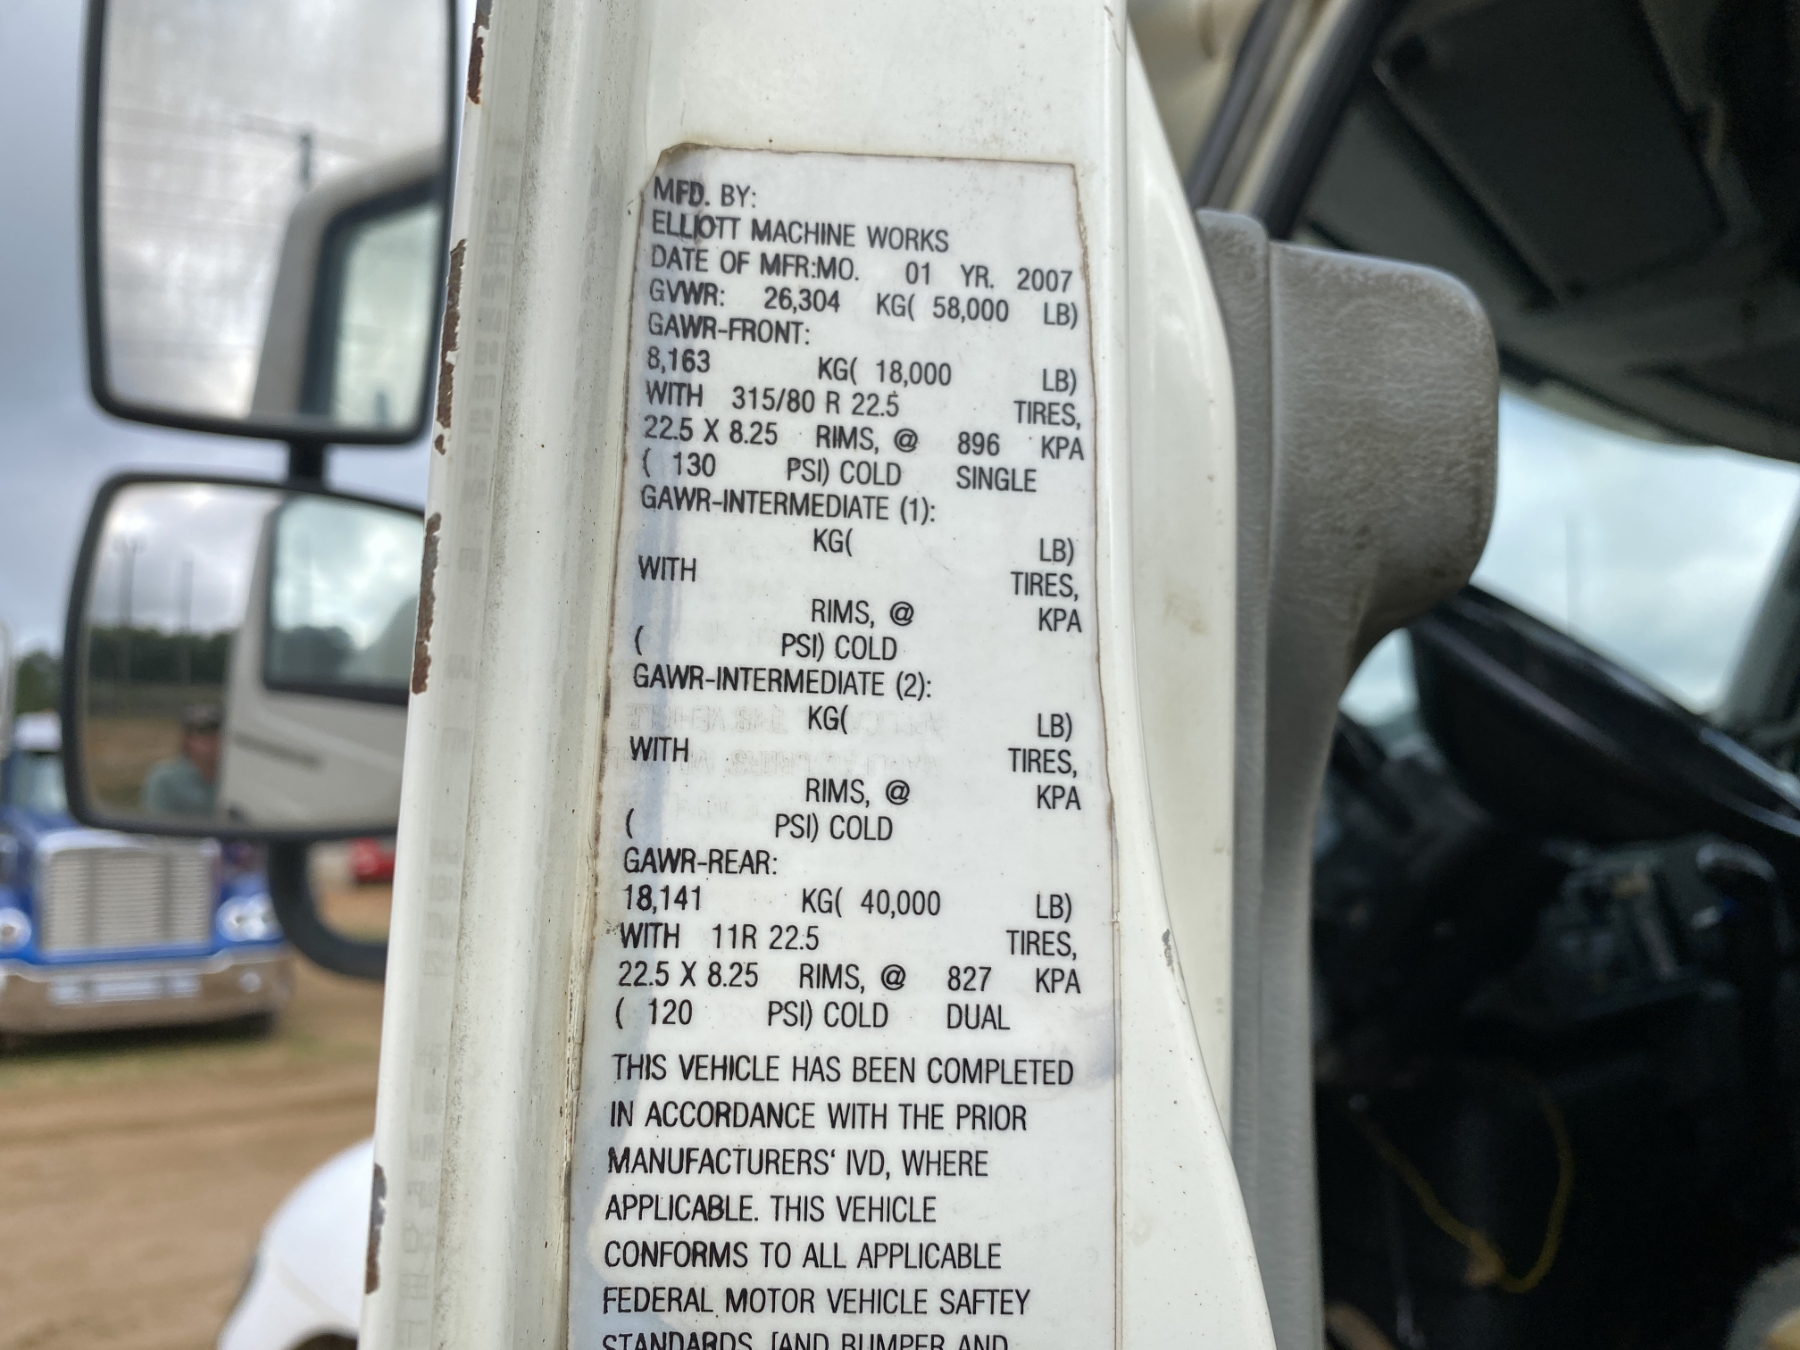 MFD. BY:
ELLIOTT MACHINE WORKS
DATE OF MFR:MO. 01 YR. 2007
GVWR: 26,304 KG( 58,000 LB)
GAWR-FRONT:
8,163 KG( 18,000 LB)
WITH 315/80 R 22.5 TIRES,
22.5 X 8.25 RIMS, @ 896 KPA
( 130 PSI) COLD SINGLE
GAWR-INTERMEDIATE (1):
KG( LB)
WITH TIRES,
RIMS, @ KPA
( PSI) COLD
GAWR-INTERMEDIATE (2):
KG( LB)
WITH TIRES,
RIMS, @ KPA
( PSI) COLD
GAWR-REAR:
18,141 KG( 40,000 LB)
WITH 11R 22.5 TIRES,
22.5 X 8.25 RIMS, @ 827 KPA
( 120 PSI) COLD DUAL
THIS VEHICLE HAS BEEN COMPLETED
IN ACCORDANCE WITH THE PRIOR
MANUFACTURERS' IVD, WHERE
APPLICABLE. THIS VEHICLE
CONFORMS TO ALL APPLICABLE
FEDERAL MOTOR VEHICLE SAFTEY
STANDARDS, [AND BUMPER AND